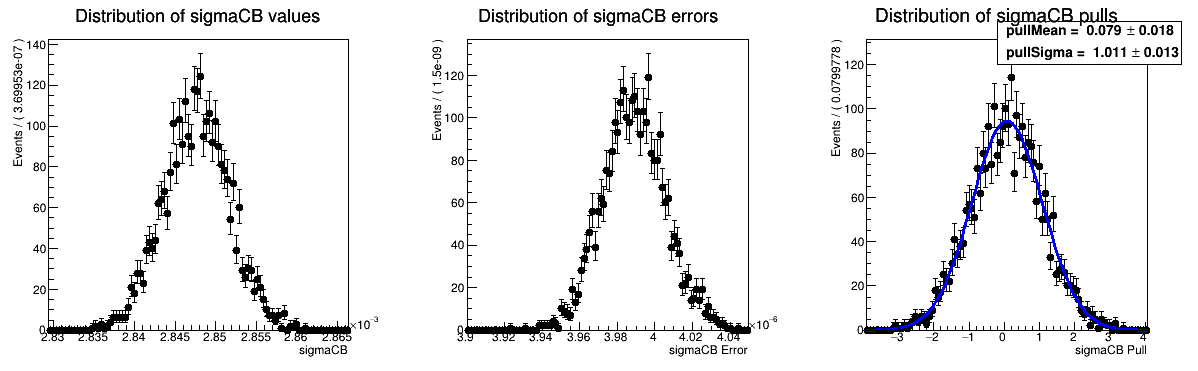 Distribution of sigmaCB values
Events / ( 3.69953e-07 )
140
120
100
80
60
40
20
0
2.83 2.835 2.84 2.845 2.85 2.855 2.86 2.865
×10⁻³
sigmaCB
Distribution of sigmaCB errors
Events / ( 1.5e-09 )
120
100
80
60
40
20
0
3.9 3.92 3.94 3.96 3.98 4 4.02 4.04
×10⁻⁶
sigmaCB Error
Distribution of sigmaCB pulls
pullMean = 0.079 ± 0.018
pullSigma = 1.011 ± 0.013
Events / ( 0.0799778 )
120
100
80
60
40
20
0
−3 −2 −1 0 1 2 3 4
sigmaCB Pull